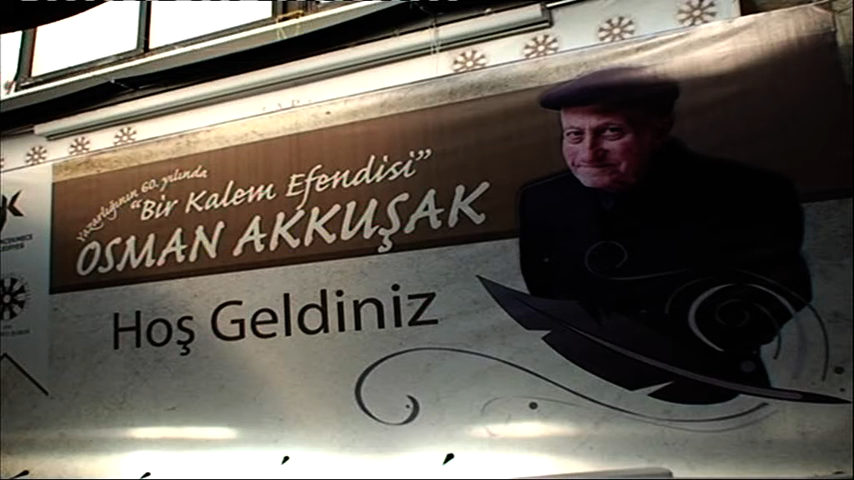 Yazarlığının 60. yılında
“Bir Kalem Efendisi”
OSMAN AKKUŞAK
Hoş Geldiniz